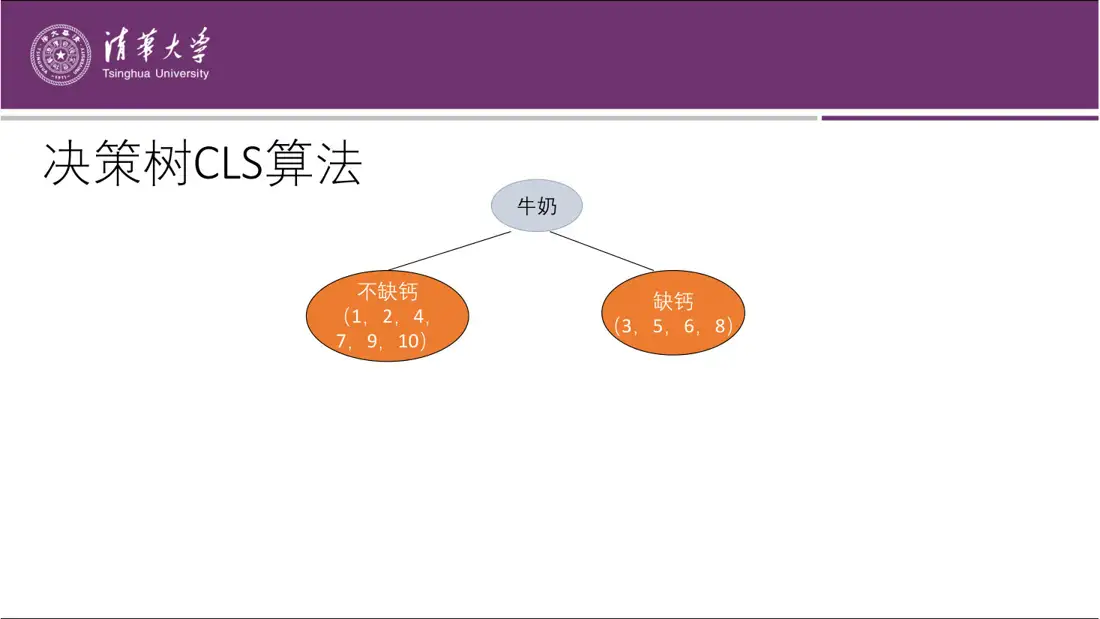 清华大学
Tsinghua University
决策树CLS算法
牛奶
不缺钙
（1，2，4，
7，9，10）
缺钙
（3，5，6，8）